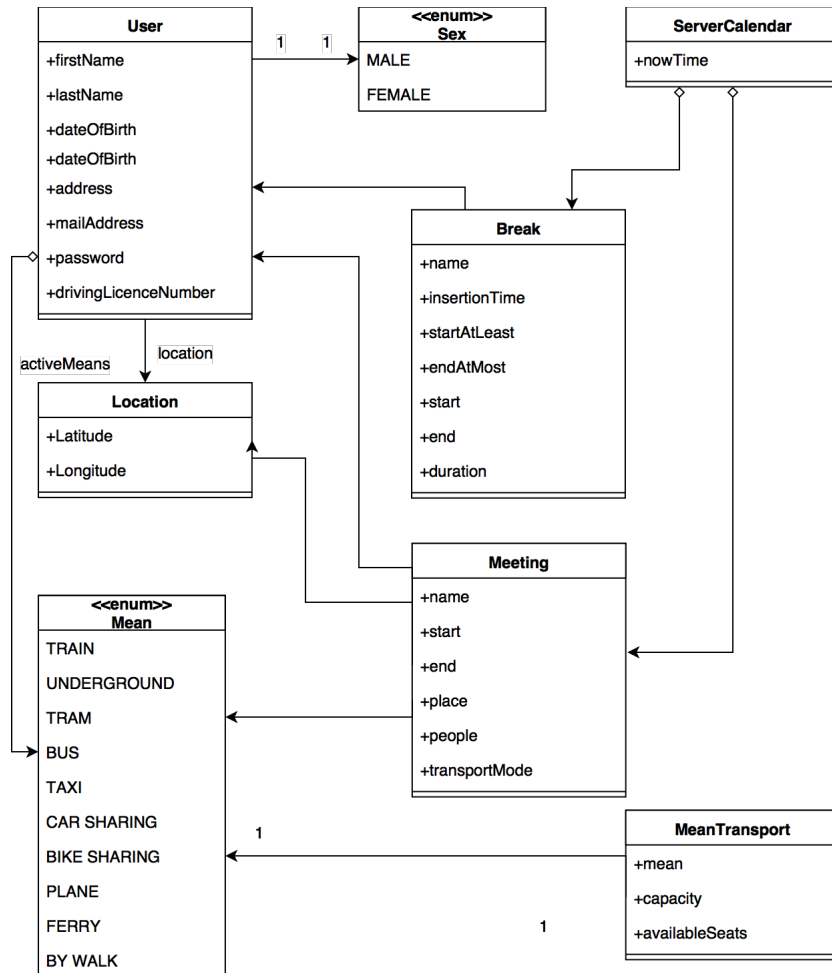 User
+firstName
+lastName
+dateOfBirth
+dateOfBirth
+address
+mailAddress
+password
+drivingLicenceNumber
1
1
<<enum>>
Sex
MALE
FEMALE
ServerCalendar
+nowTime
Break
+name
+insertionTime
+startAtLeast
+endAtMost
+start
+end
+duration
activeMeans
location
Location
+Latitude
+Longitude
Meeting
+name
+start
+end
+place
+people
+transportMode
<<enum>>
Mean
TRAIN
UNDERGROUND
TRAM
BUS
TAXI
CAR SHARING
BIKE SHARING
PLANE
FERRY
BY WALK
1
1
MeanTransport
+mean
+capacity
+availableSeats